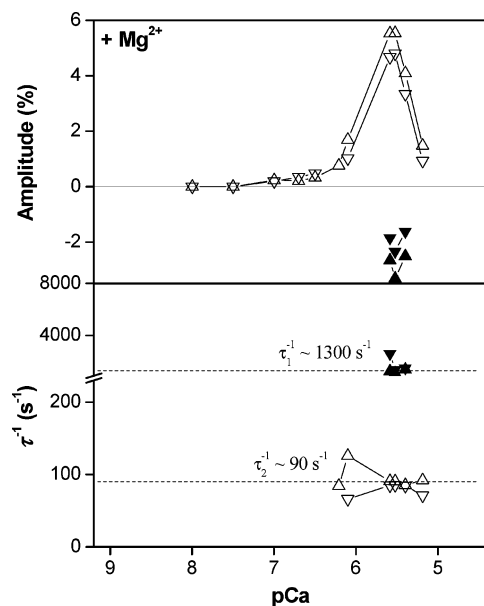 + Mg²⁺
6
4
2
0
-2
Amplitude (%)
8000
4000
τ₁⁻¹ ~ 1300 s⁻¹
200
τ₂⁻¹ ~ 90 s⁻¹
100
0
τ⁻¹ (s⁻¹)
9 8 7 6 5
pCa